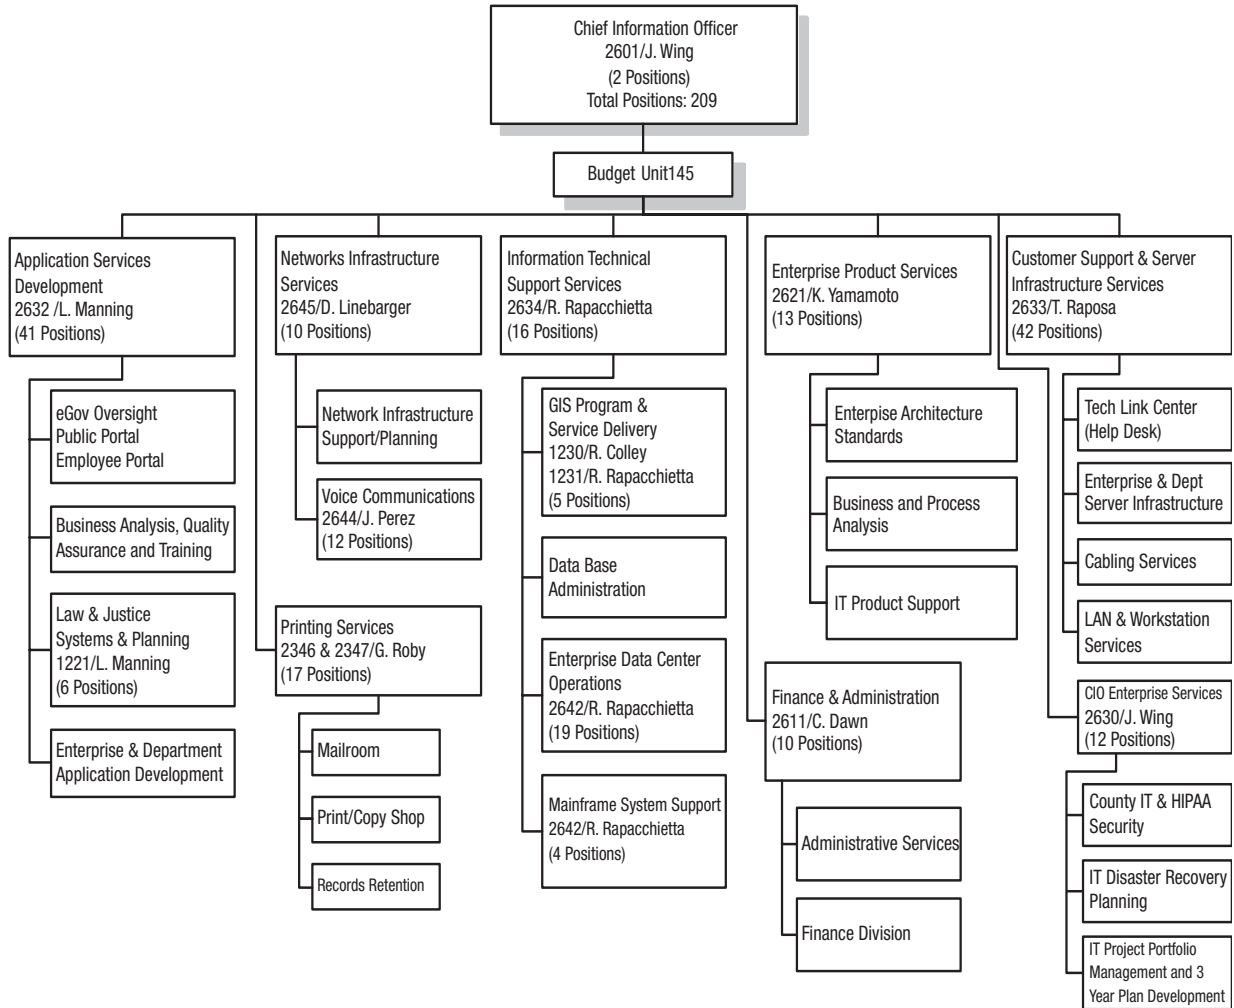 Chief Information Officer
2601/J. Wing
(2 Positions)
Total Positions: 209
Budget Unit145
Application Services
Development
2632 /L. Manning
(41 Positions)
eGov Oversight
Public Portal
Employee Portal
Business Analysis, Quality
Assurance and Training
Law & Justice
Systems & Planning
1221/L. Manning
(6 Positions)
Enterprise & Department
Application Development
Networks Infrastructure
Services
2645/D. Linebarger
(10 Positions)
Network Infrastructure
Support/Planning
Voice Communications
2644/J. Perez
(12 Positions)
Printing Services
2346 & 2347/G. Roby
(17 Positions)
Mailroom
Print/Copy Shop
Records Retention
Information Technical
Support Services
2634/R. Rapacchietta
(16 Positions)
GIS Program &
Service Delivery
1230/R. Colley
1231/R. Rapacchietta
(5 Positions)
Data Base
Administration
Enterprise Data Center
Operations
2642/R. Rapacchietta
(19 Positions)
Mainframe System Support
2642/R. Rapacchietta
(4 Positions)
Enterprise Product Services
2621/K. Yamamoto
(13 Positions)
Enterpise Architecture
Standards
Business and Process
Analysis
IT Product Support
Finance & Administration
2611/C. Dawn
(10 Positions)
Administrative Services
Finance Division
Customer Support & Server
Infrastructure Services
2633/T. Raposa
(42 Positions)
Tech Link Center
(Help Desk)
Enterprise & Dept
Server Infrastructure
Cabling Services
LAN & Workstation
Services
CIO Enterprise Services
2630/J. Wing
(12 Positions)
County IT & HIPAA
Security
IT Disaster Recovery
Planning
IT Project Portfolio
Management and 3
Year Plan Development